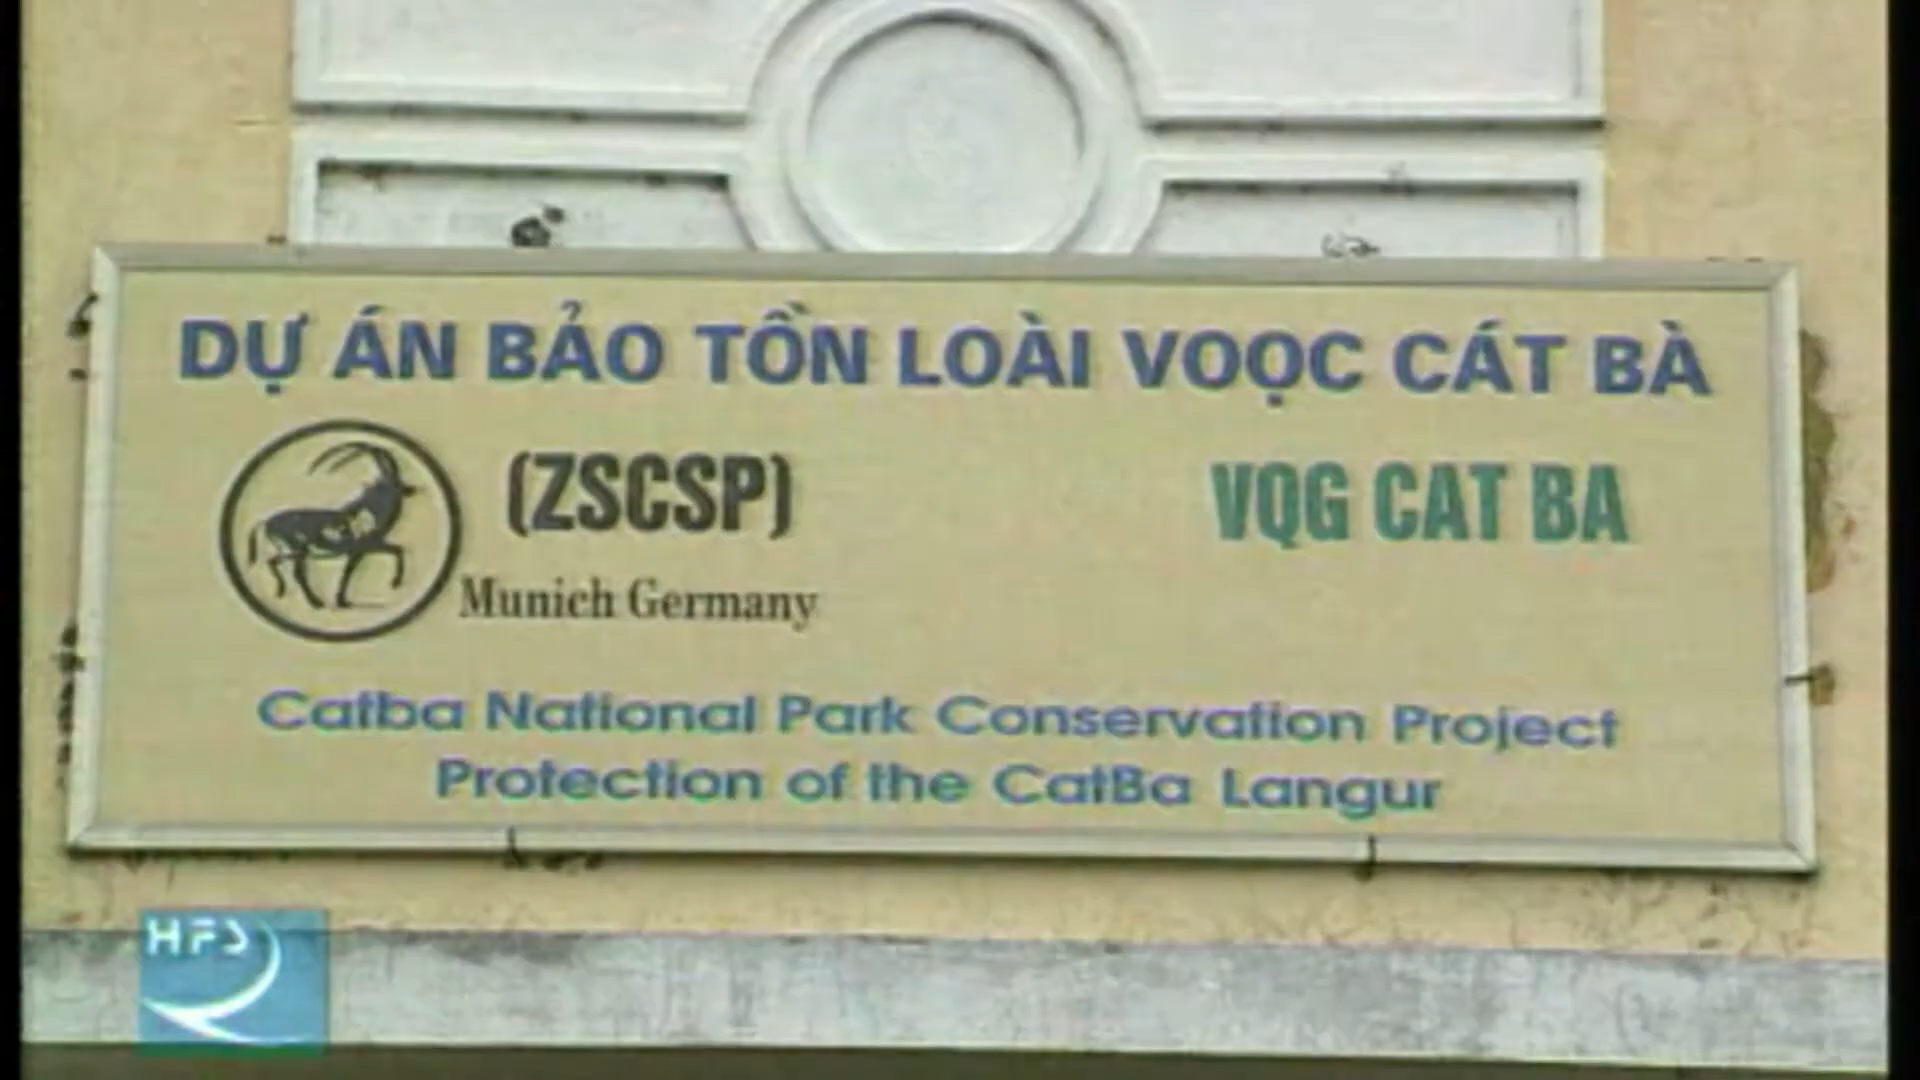 DỰ ÁN BẢO TỒN LOÀI VOỌC CÁT BÀ
(ZSCSP)
VQG CAT BA
Munich Germany
Catba National Park Conservation Project
Protection of the CatBa Langur
HFS